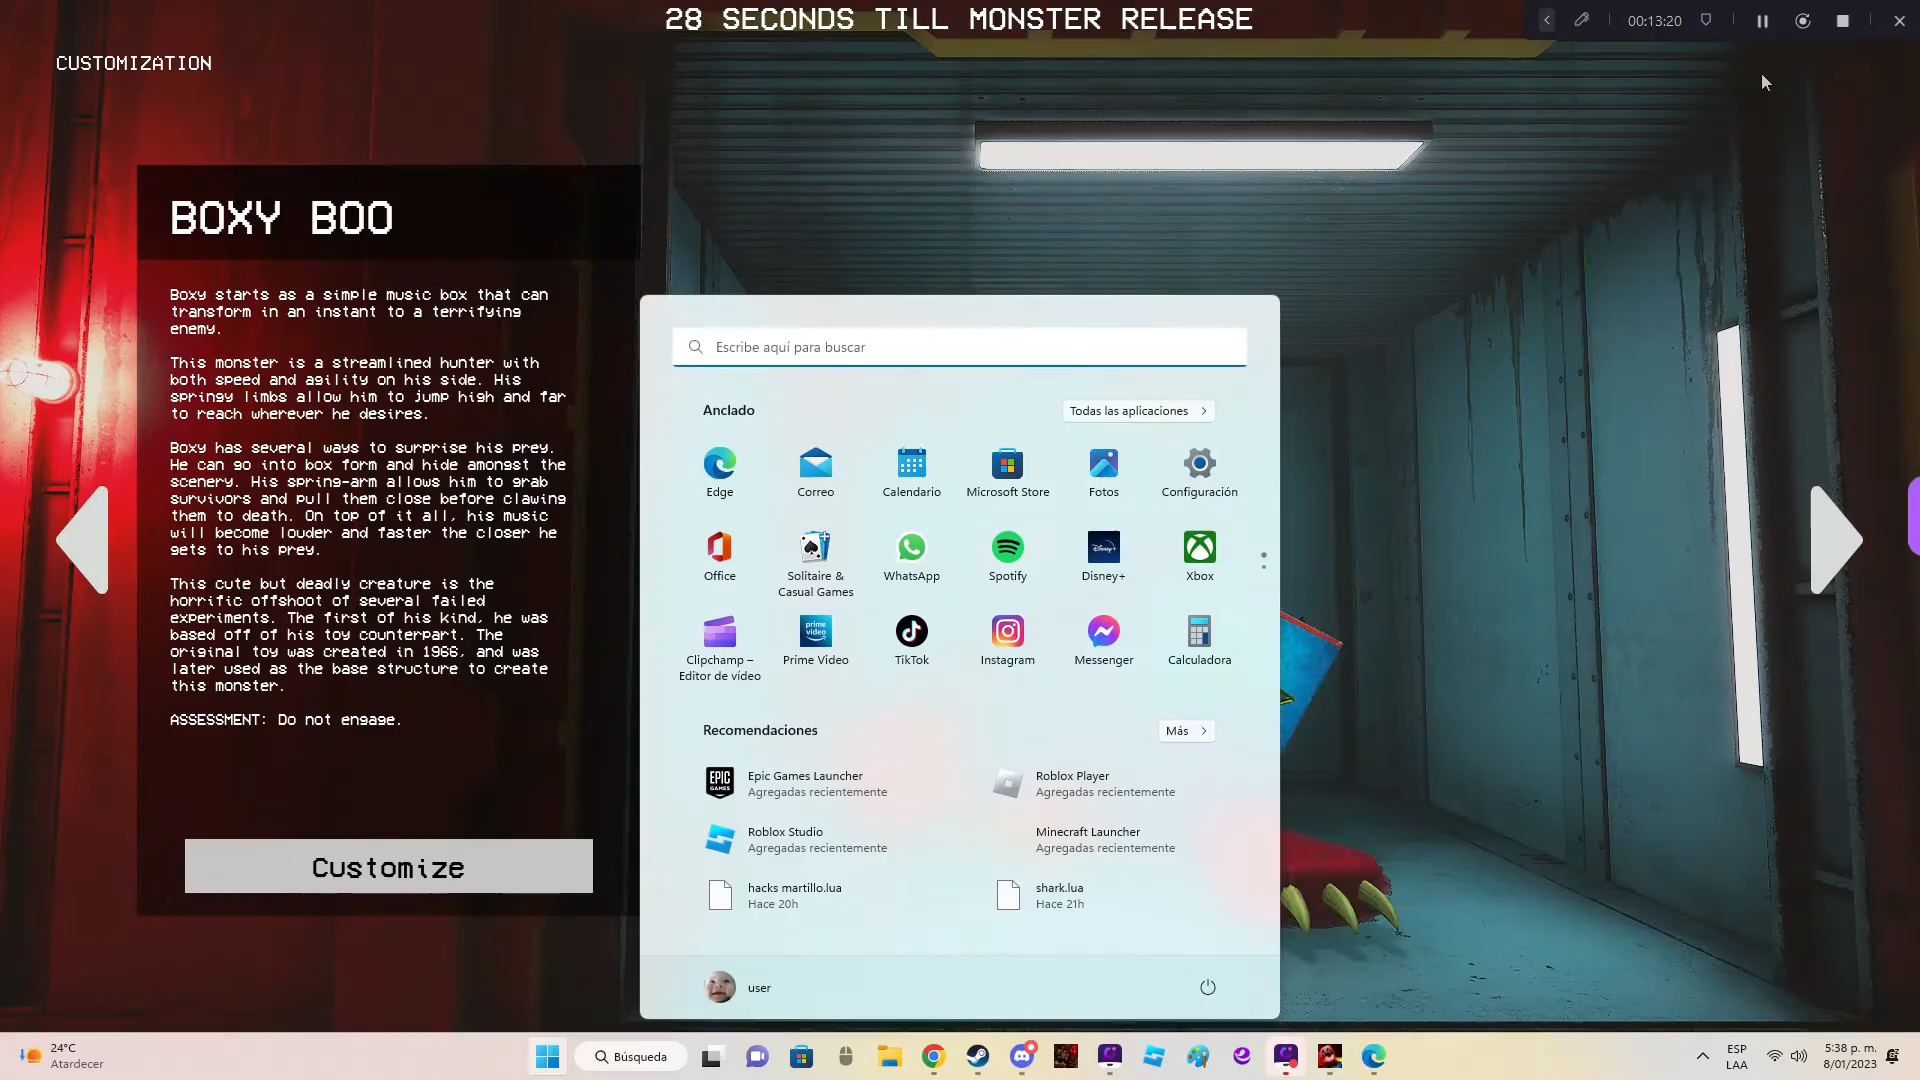 28 SECONDS TILL MONSTER RELEASE
00:13:20
CUSTOMIZATION
BOXY BOO
Boxy starts as a simple music box that can
transform in an instant to a terrifying
enemy.
This monster is a streamlined hunter with
both speed and agility on his side. His
springy limbs allow him to jump high and far
to reach wherever he desires.
Boxy has several ways to surprise his prey.
He can go into box form and hide amongst the
scenery. His spring-arm allows him to grab
survivors and pull them close before clawing
them to death. On top of it all, his music
will become louder and faster the closer he
gets to his prey.
This cute but deadly creature is the
horrific offshoot of several failed
experiments. The first of his kind, he was
based off of his toy counterpart. The
original toy was created in 1966, and was
later used as the base structure to create
this monster.
ASSESSMENT: Do not engage.
Customize
Escribe aquí para buscar
Anclado
Todas las aplicaciones
Edge
Correo
Calendario
Microsoft Store
Fotos
Configuración
Office
Solitaire &
Casual Games
WhatsApp
Spotify
Disney+
Disney+
Xbox
Clipchamp –
Editor de vídeo
prime
video
Prime Video
TikTok
Instagram
Messenger
Calculadora
Recomendaciones
Más
EPIC
GAMES
Epic Games Launcher
Agregadas recientemente
Roblox Player
Agregadas recientemente
Roblox Studio
Agregadas recientemente
Minecraft Launcher
Agregadas recientemente
hacks martillo.lua
Hace 20h
shark.lua
Hace 21h
user
24°C
Atardecer
Búsqueda
ESP
LAA
5:38 p. m.
8/01/2023